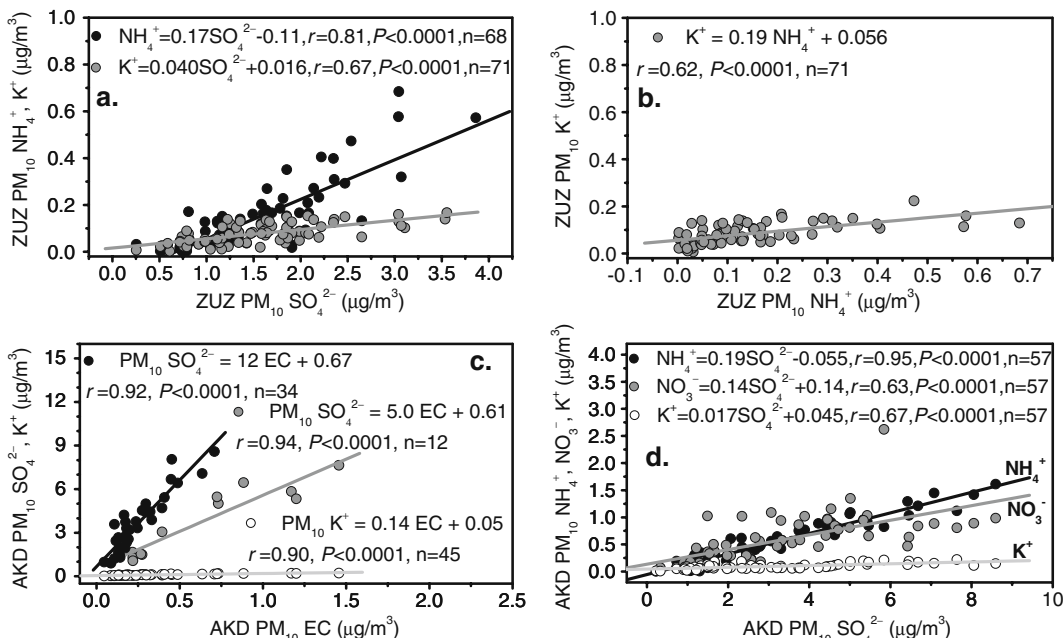 ZUZ PM₁₀ NH₄⁺, K⁺ (µg/m³)
1.0
0.8
0.6
0.4
0.2
0.0
NH₄⁺=0.17SO₄²⁻-0.11,r=0.81,P<0.0001,n=68
K⁺=0.040SO₄²⁻+0.016,r=0.67,P<0.0001,n=71
a.
0.0 0.5 1.0 1.5 2.0 2.5 3.0 3.5 4.0
ZUZ PM₁₀ SO₄²⁻ (µg/m³)
ZUZ PM₁₀ K⁺ (µg/m³)
1.0
0.8
0.6
0.4
0.2
0.0
K⁺ = 0.19 NH₄⁺ + 0.056
r=0.62, P<0.0001, n=71
b.
-0.1 0.0 0.1 0.2 0.3 0.4 0.5 0.6 0.7
ZUZ PM₁₀ NH₄⁺ (µg/m³)
AKD PM₁₀ SO₄²⁻, K⁺ (µg/m³)
15
12
9
6
3
0
PM₁₀ SO₄²⁻ = 12 EC + 0.67
r=0.92, P<0.0001, n=34
c.
PM₁₀ SO₄²⁻ = 5.0 EC + 0.61
r=0.94, P<0.0001, n=12
PM₁₀ K⁺ = 0.14 EC + 0.05
r=0.90, P<0.0001, n=45
0.0 0.5 1.0 1.5 2.0 2.5
AKD PM₁₀ EC (µg/m³)
AKD PM₁₀ NH₄⁺, NO₃⁻, K⁺ (µg/m³)
4.0
3.5
3.0
2.5
2.0
1.5
1.0
0.5
0.0
NH₄⁺=0.19SO₄²⁻-0.055,r=0.95,P<0.0001,n=57
NO₃⁻=0.14SO₄²⁻+0.14,r=0.63,P<0.0001,n=57
K⁺=0.017SO₄²⁻+0.045,r=0.67,P<0.0001,n=57
d.
NH₄⁺
NO₃⁻
K⁺
0 2 4 6 8 10
AKD PM₁₀ SO₄²⁻ (µg/m³)